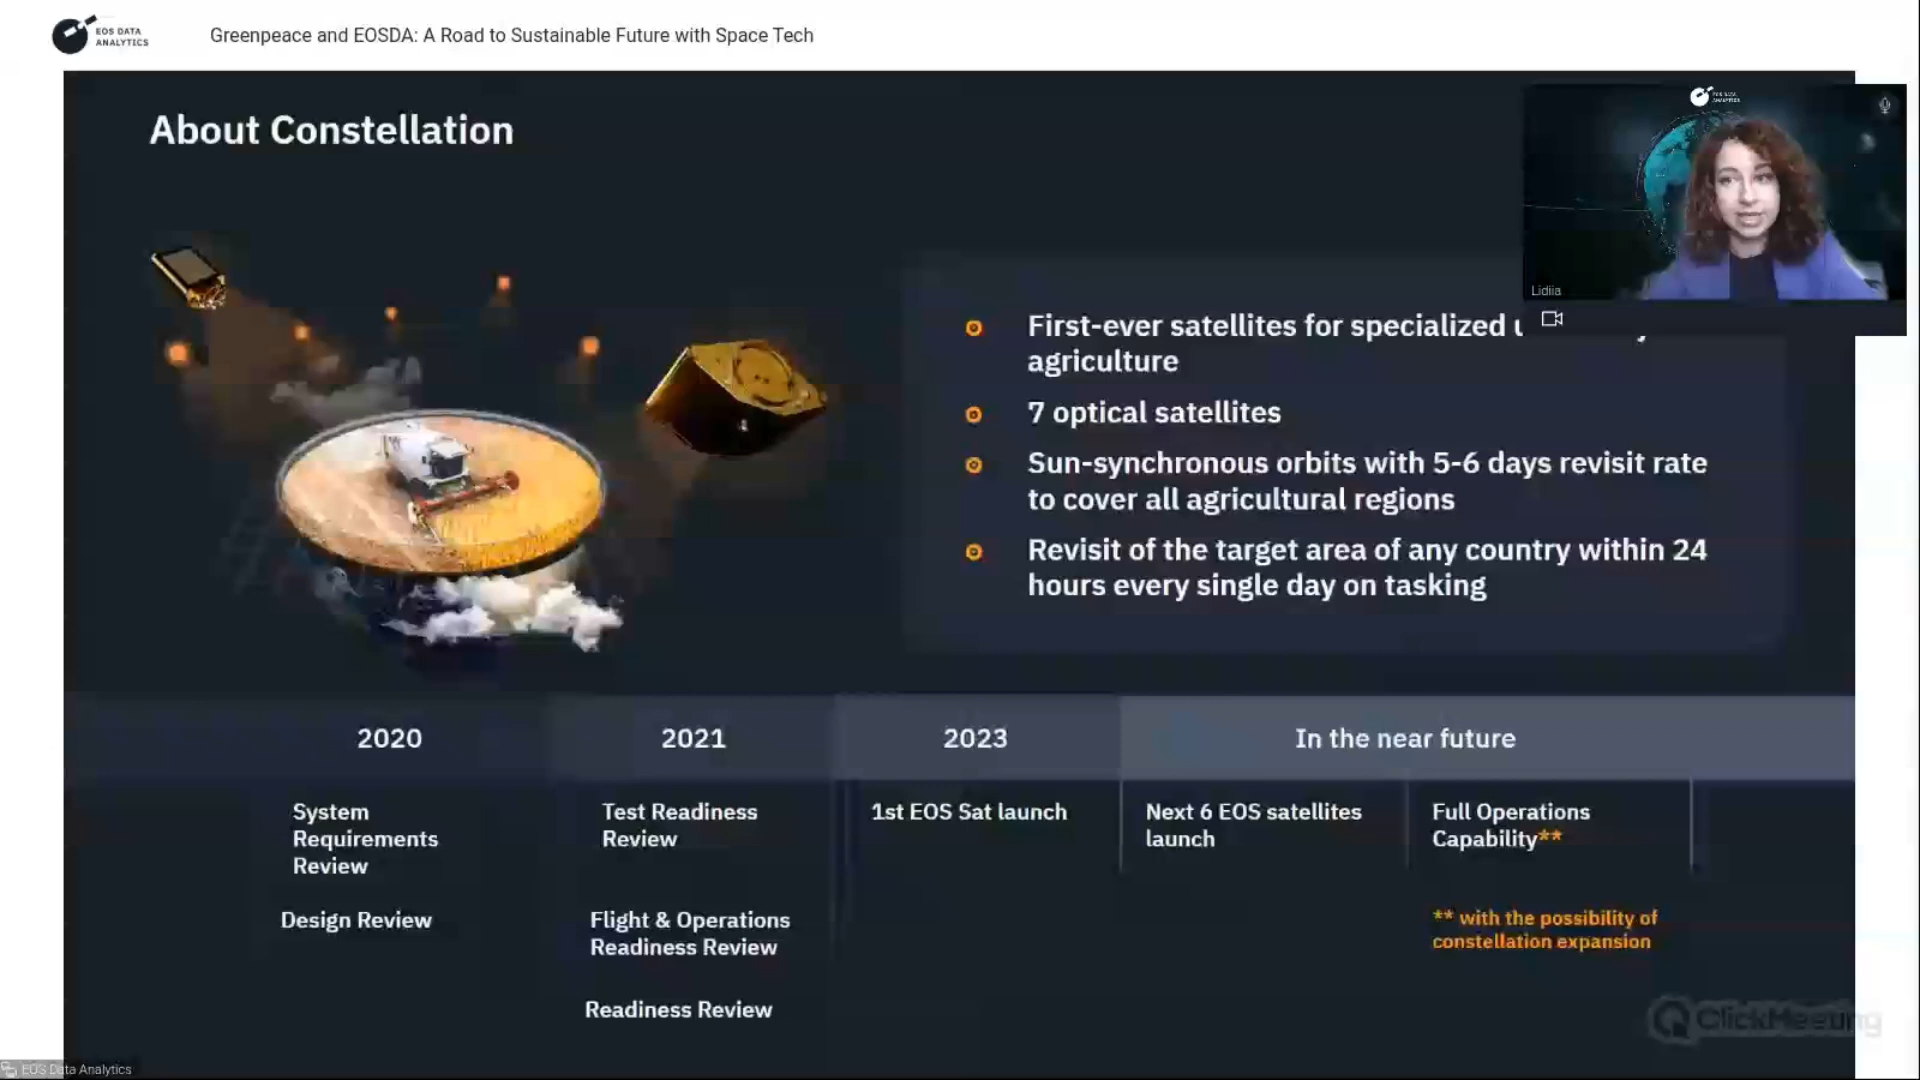 EOS DATA
ANALYTICS
Greenpeace and EOSDA: A Road to Sustainable Future with Space Tech
About Constellation
EOS DATA
ANALYTICS
Lidiia
First-ever satellites for specialized
agriculture
7 optical satellites
Sun-synchronous orbits with 5-6 days revisit rate
to cover all agricultural regions
Revisit of the target area of any country within 24
hours every single day on tasking
2020
2021
2023
In the near future
System
Requirements
Review
Design Review
Test Readiness
Review
Flight & Operations
Readiness Review
Readiness Review
1st EOS Sat launch
Next 6 EOS satellites
launch
Full Operations
Capability**
** with the possibility of
constellation expansion
ClickMeeting
EOS Data Analytics